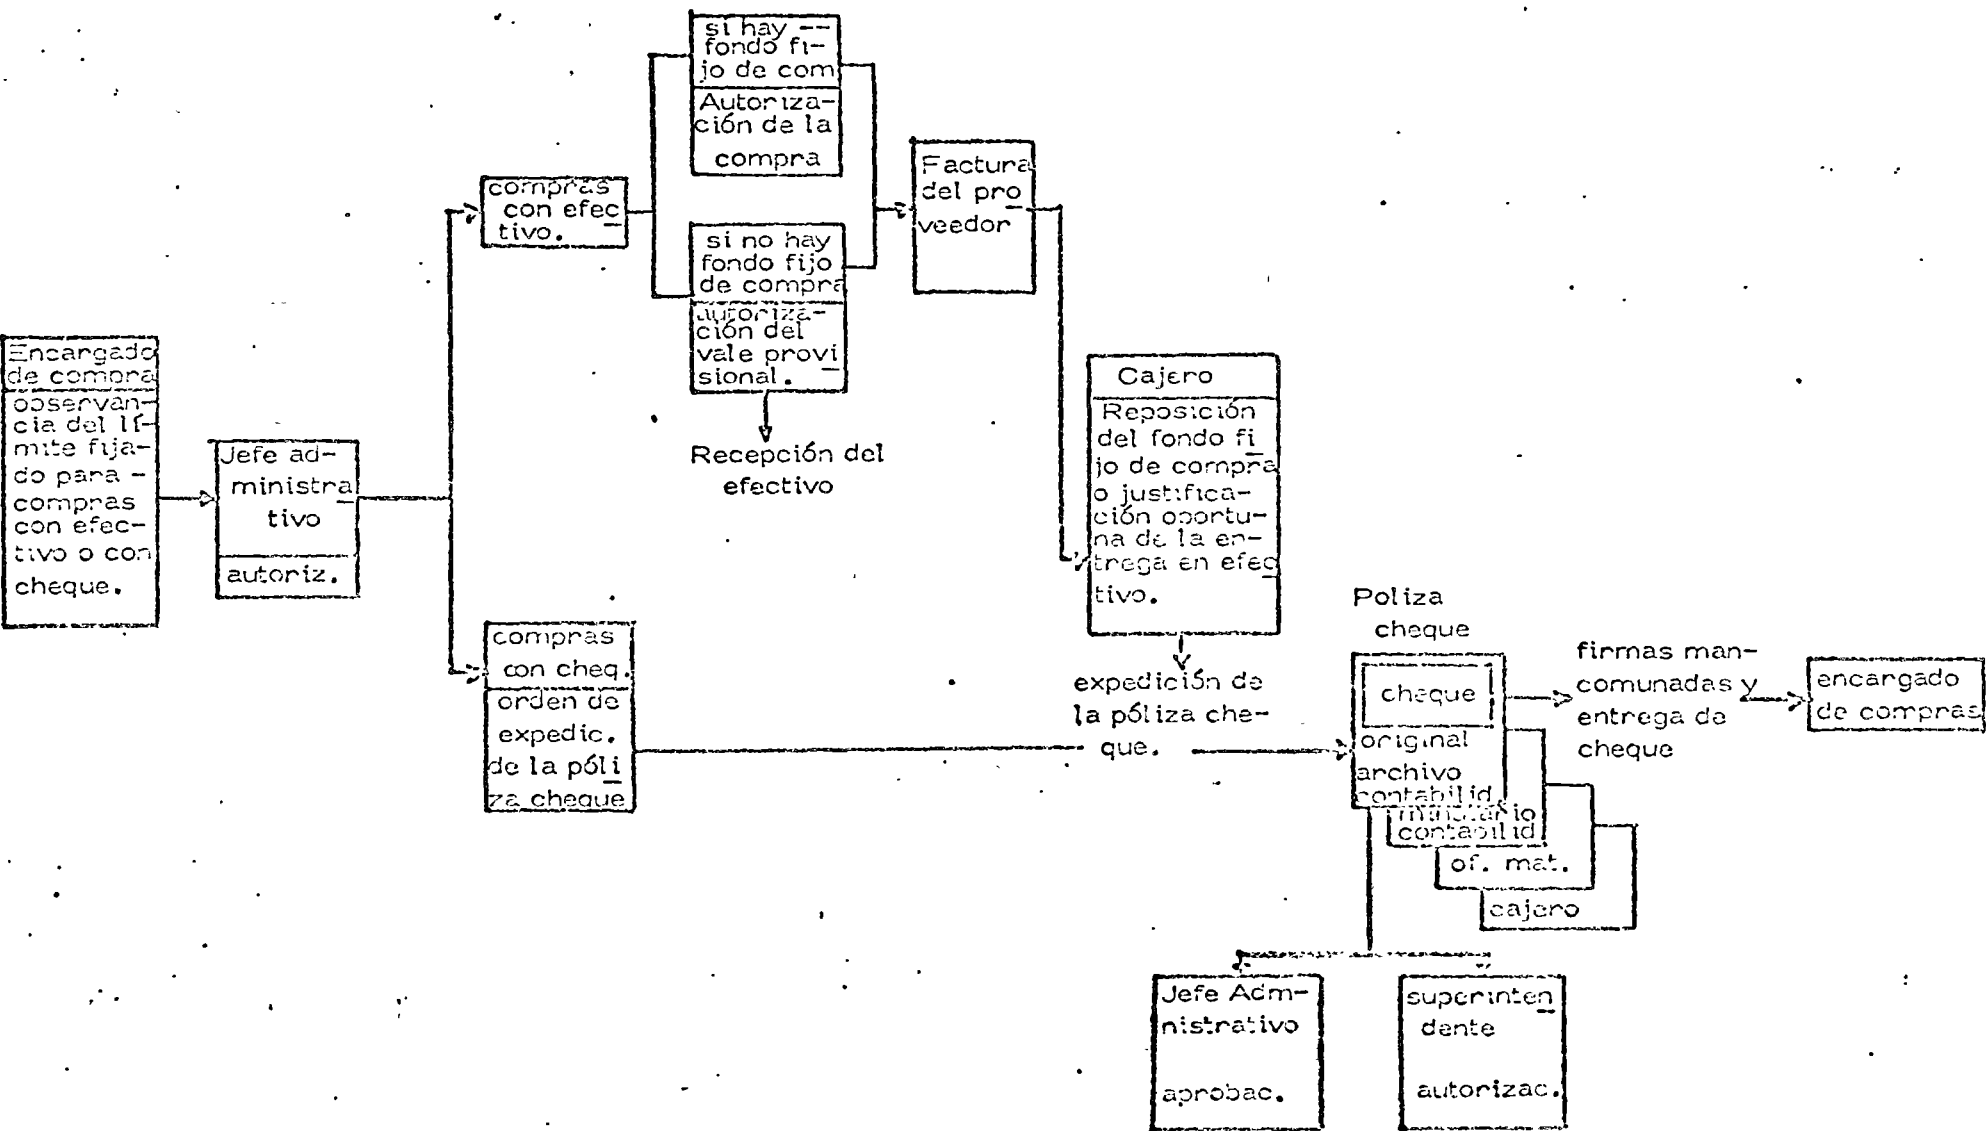 si hay --
fondo fi-
jo de com
Autoriza-
ción de la
compra
compras
con efec
tivo.
si no hay
fondo fijo
de compra
autoriza-
ción del
vale provi
sional.
Recepción del
efectivo
Factura
del pro
veedor
Encargado
de compra
observan-
cia del lí-
mite fija-
do para -
compras
con efec-
tivo o con
cheque.
Jefe ad-
ministra
tivo
autoriz.
Cajero
Reposición
del fondo fi
jo de compra
o justifica-
ción oportu-
na de la en-
trega en efec
tivo.
compras
con cheq.
orden de
expedic.
de la póli
za cheque
expedición de
la póliza che-
que.
Poliza
cheque
cheque
original
archivo
contabilid.
minutario
contabilid.
of. mat.
cajero
firmas man-
comunadas y
entrega de
cheque
encargado
de compras
Jefe Adm-
nistrativo
aprobac.
superinten
dente
autorizac.